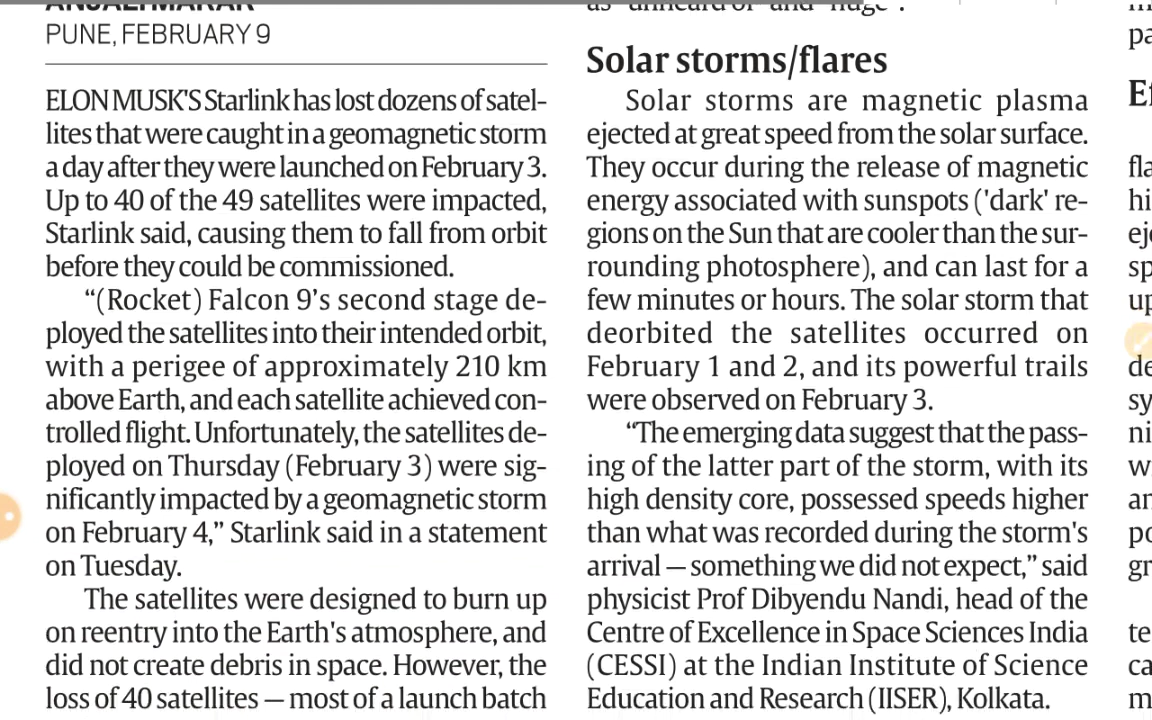 PUNE, FEBRUARY 9
ELON MUSK'S Starlink has lost dozens of satel-
lites that were caught in a geomagnetic storm
a day after they were launched on February 3.
Up to 40 of the 49 satellites were impacted,
Starlink said, causing them to fall from orbit
before they could be commissioned.
“(Rocket) Falcon 9’s second stage de-
ployed the satellites into their intended orbit,
with a perigee of approximately 210 km
above Earth, and each satellite achieved con-
trolled flight. Unfortunately, the satellites de-
ployed on Thursday (February 3) were sig-
nificantly impacted by a geomagnetic storm
on February 4,” Starlink said in a statement
on Tuesday.
The satellites were designed to burn up
on reentry into the Earth's atmosphere, and
did not create debris in space. However, the
loss of 40 satellites — most of a launch batch
as “unheard of” and “huge”.
Solar storms/flares
Solar storms are magnetic plasma
ejected at great speed from the solar surface.
They occur during the release of magnetic
energy associated with sunspots ('dark' re-
gions on the Sun that are cooler than the sur-
rounding photosphere), and can last for a
few minutes or hours. The solar storm that
deorbited the satellites occurred on
February 1 and 2, and its powerful trails
were observed on February 3.
“The emerging data suggest that the pass-
ing of the latter part of the storm, with its
high density core, possessed speeds higher
than what was recorded during the storm's
arrival — something we did not expect,” said
physicist Prof Dibyendu Nandi, head of the
Centre of Excellence in Space Sciences India
(CESSI) at the Indian Institute of Science
Education and Research (IISER), Kolkata.